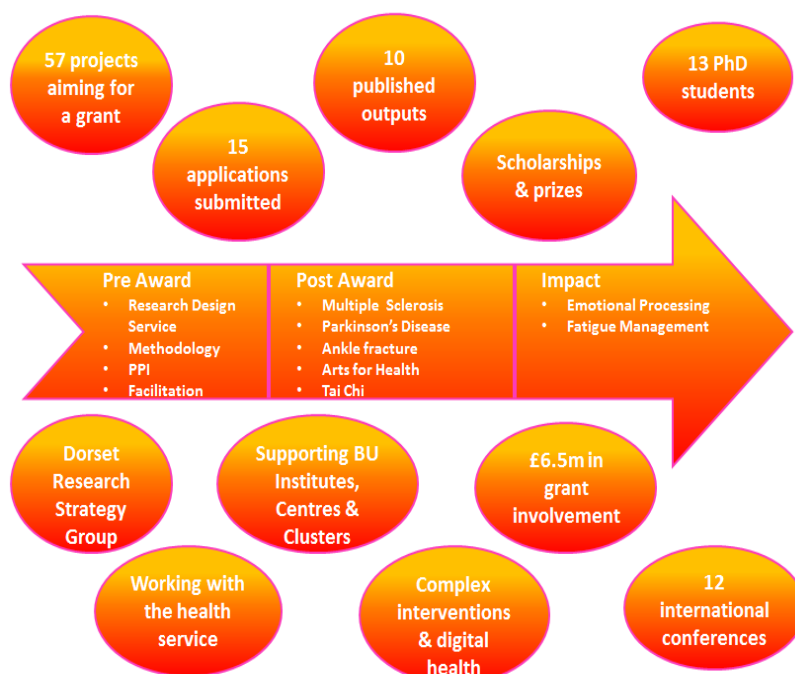 57 projects
aiming for
a grant
10
published
outputs
13 PhD
students
15
applications
submitted
Scholarships
& prizes
Pre Award
• Research Design
Service
• Methodology
• PPI
• Facilitation
Post Award
• Multiple Sclerosis
• Parkinson's Disease
• Ankle fracture
• Arts for Health
• Tai Chi
Impact
• Emotional Processing
• Fatigue Management
Dorset
Research
Strategy
Group
Supporting BU
Institutes,
Centres &
Clusters
£6.5m in
grant
involvement
Working with
the health
service
Complex
interventions
& digital
health
12
international
conferences